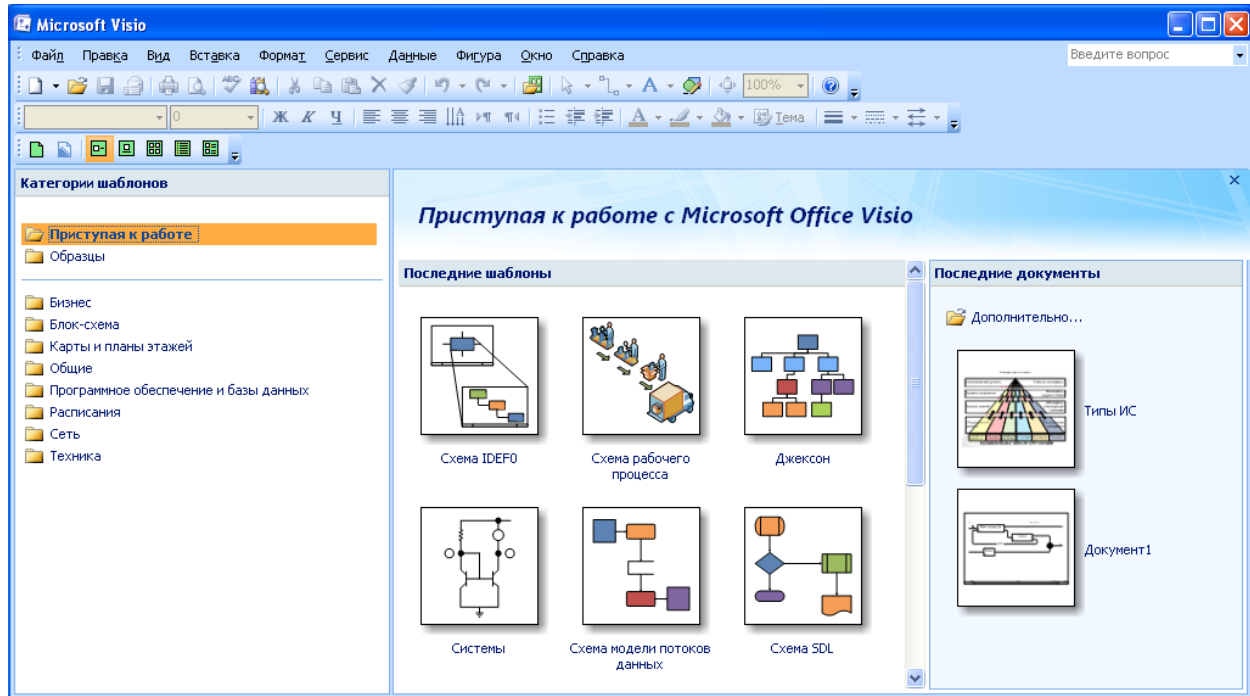 Microsoft Visio
Файл Правка Вид Вставка Формат Сервис Данные Фигура Окно Справка Введите вопрос
ABC A 100%
0 Ж К Ч A Тема
Категории шаблонов
Приступая к работе
Образцы
Бизнес
Блок-схема
Карты и планы этажей
Общие
Программное обеспечение и базы данных
Расписания
Сеть
Техника
Приступая к работе с Microsoft Office Visio
Последние шаблоны
Схема IDEF0
Схема рабочего
процесса
Джексон
Системы
Схема модели потоков
данных
Схема SDL
Последние документы
Дополнительно...
Типы ИС
Документ1